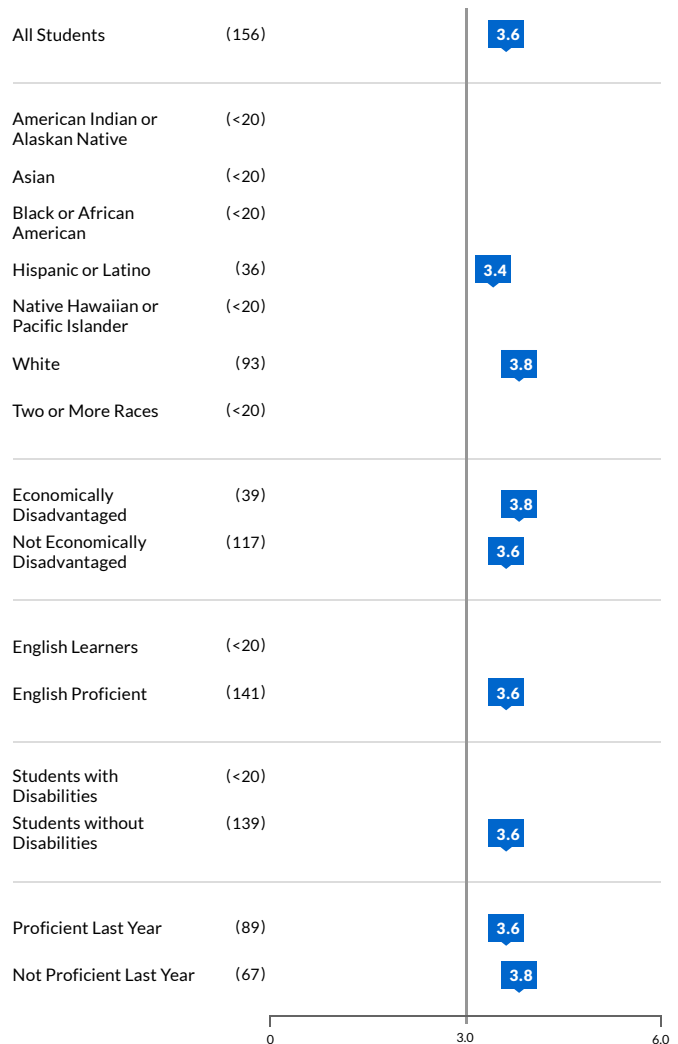 All Students (156) 3.6
American Indian or (<20)
Alaskan Native
Asian (<20)
Black or African (<20)
American
Hispanic or Latino (36) 3.4
Native Hawaiian or (<20)
Pacific Islander
White (93) 3.8
Two or More Races (<20)
Economically (39) 3.8
Disadvantaged
Not Economically (117) 3.6
Disadvantaged
English Learners (<20)
English Proficient (141) 3.6
Students with (<20)
Disabilities
Students without (139) 3.6
Disabilities
Proficient Last Year (89) 3.6
Not Proficient Last Year (67) 3.8
0 3.0 6.0